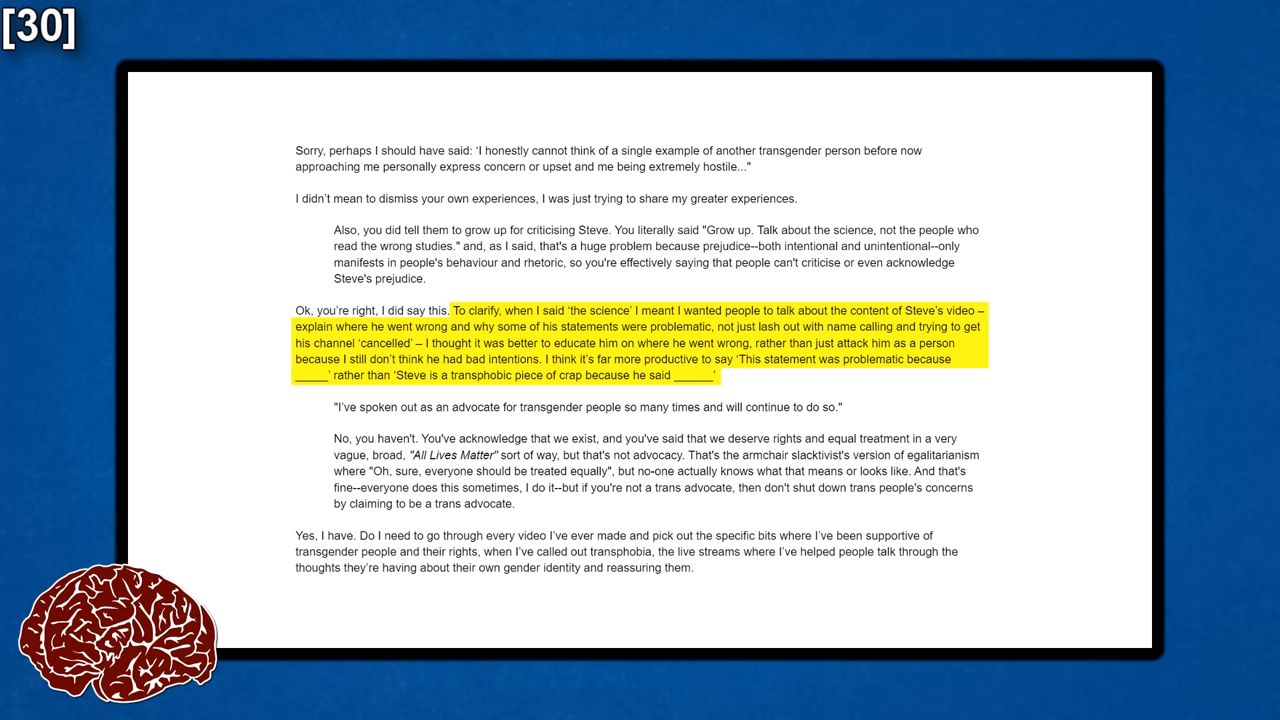 [30]
Sorry, perhaps I should have said: ‘I honestly cannot think of a single example of another transgender person before now
approaching me personally express concern or upset and me being extremely hostile..."
I didn’t mean to dismiss your own experiences, I was just trying to share my greater experiences.
Also, you did tell them to grow up for criticising Steve. You literally said "Grow up. Talk about the science, not the people who
read the wrong studies." and, as I said, that's a huge problem because prejudice--both intentional and unintentional--only
manifests in people's behaviour and rhetoric, so you're effectively saying that people can't criticise or even acknowledge
Steve's prejudice.
Ok, you’re right, I did say this. To clarify, when I said ‘the science’ I meant I wanted people to talk about the content of Steve’s video –
explain where he went wrong and why some of his statements were problematic, not just lash out with name calling and trying to get
his channel ‘cancelled’ – I thought it was better to educate him on where he went wrong, rather than just attack him as a person
because I still don’t think he had bad intentions. I think it’s far more productive to say ‘This statement was problematic because
_____’ rather than ‘Steve is a transphobic piece of crap because he said ______’
"I’ve spoken out as an advocate for transgender people so many times and will continue to do so."
No, you haven't. You've acknowledge that we exist, and you've said that we deserve rights and equal treatment in a very
vague, broad, "All Lives Matter" sort of way, but that's not advocacy. That's the armchair slacktivist's version of egalitarianism
where "Oh, sure, everyone should be treated equally", but no-one actually knows what that means or looks like. And that's
fine--everyone does this sometimes, I do it--but if you're not a trans advocate, then don't shut down trans people's concerns
by claiming to be a trans advocate.
Yes, I have. Do I need to go through every video I’ve ever made and pick out the specific bits where I’ve been supportive of
transgender people and their rights, when I’ve called out transphobia, the live streams where I’ve helped people talk through the
thoughts they’re having about their own gender identity and reassuring them.